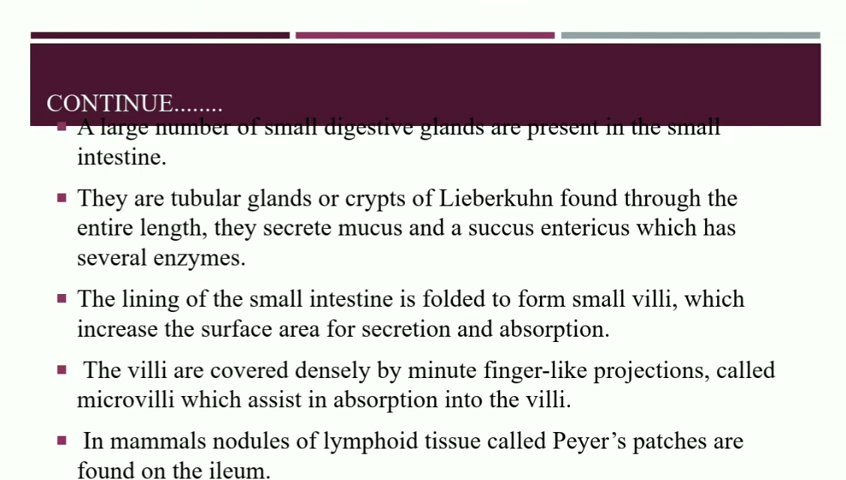 CONTINUE........
A large number of small digestive glands are present in the small
intestine.
They are tubular glands or crypts of Lieberkuhn found through the
entire length, they secrete mucus and a succus entericus which has
several enzymes.
The lining of the small intestine is folded to form small villi, which
increase the surface area for secretion and absorption.
The villi are covered densely by minute finger-like projections, called
microvilli which assist in absorption into the villi.
In mammals nodules of lymphoid tissue called Peyer’s patches are
found on the ileum.